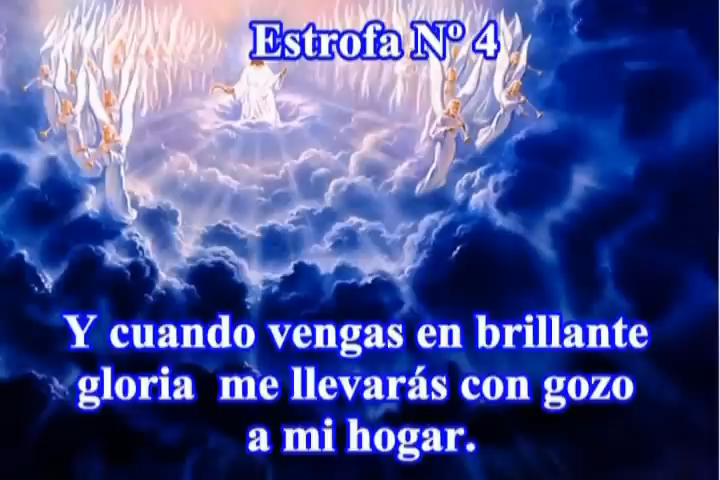 Estrofa Nº 4
Y cuando vengas en brillante
gloria me llevarás con gozo
a mi hogar.